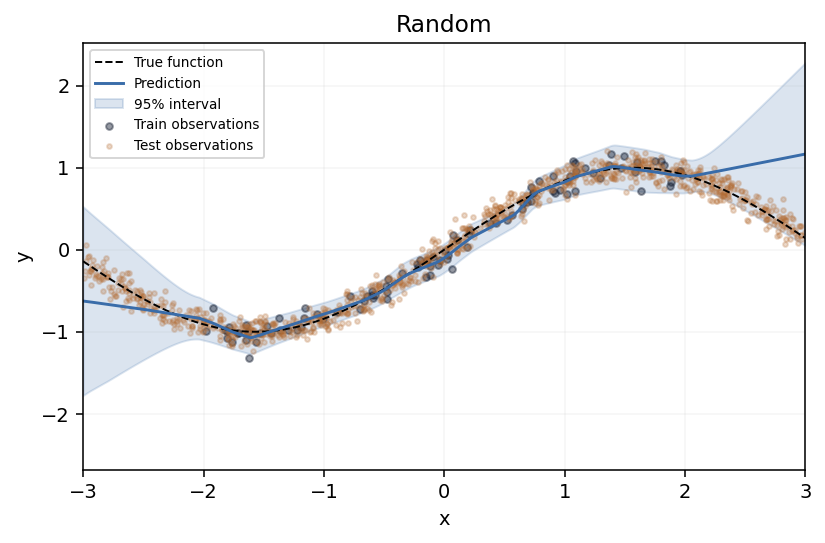 Random
True function
Prediction
95% interval
Train observations
Test observations
2
1
0
−1
−2
y
−3
−2
−1
0
1
2
3
x